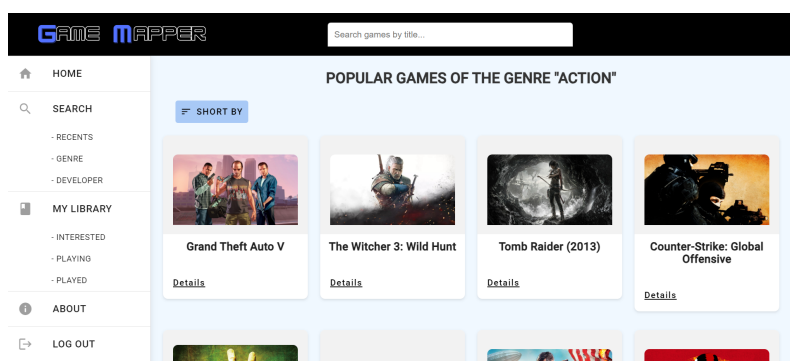 GAME MAPPER
Search games by title...
HOME
SEARCH
- RECENTS
- GENRE
- DEVELOPER
MY LIBRARY
- INTERESTED
- PLAYING
- PLAYED
ABOUT
LOG OUT
POPULAR GAMES OF THE GENRE "ACTION"
SHORT BY
Grand Theft Auto V
Details
The Witcher 3: Wild Hunt
Details
Tomb Raider (2013)
Details
Counter-Strike: Global
Offensive
Details